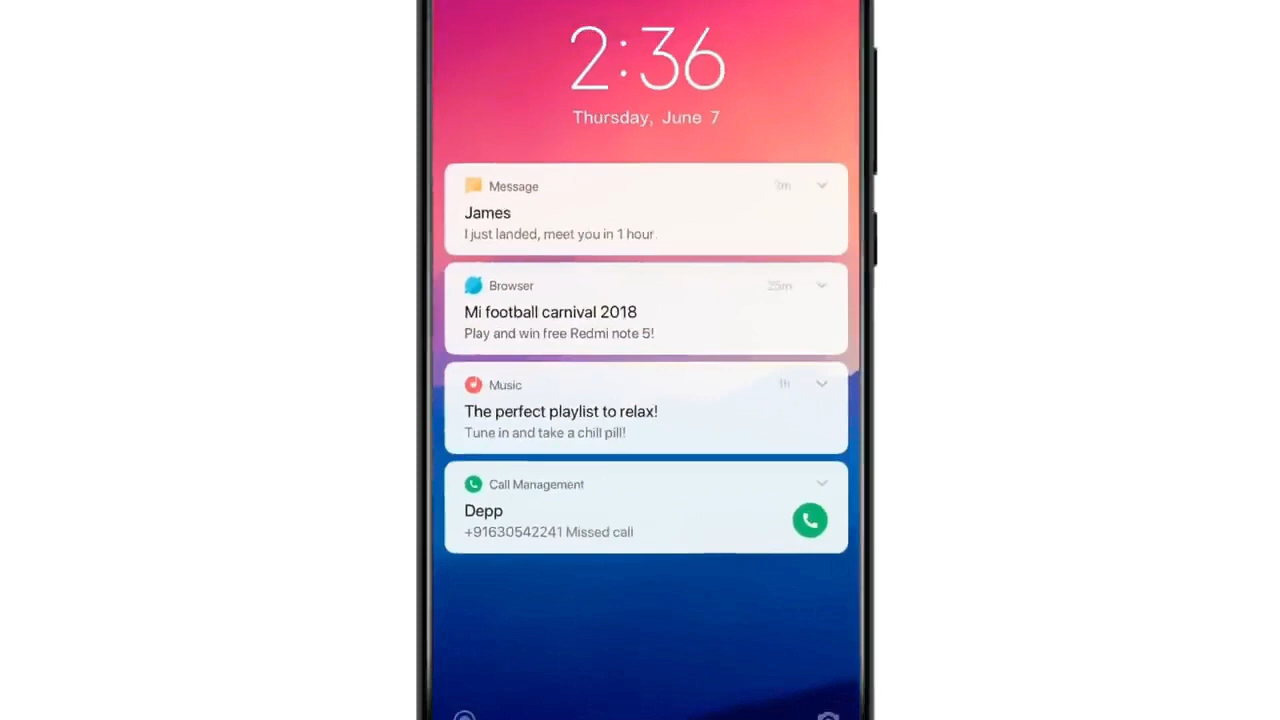 2:36
Thursday, June 7
Message
James
I just landed, meet you in 1 hour.
Browser 25m
Mi football carnival 2018
Play and win free Redmi note 5!
Music 1h
The perfect playlist to relax!
Tune in and take a chill pill!
Call Management
Depp
+91630542241 Missed call